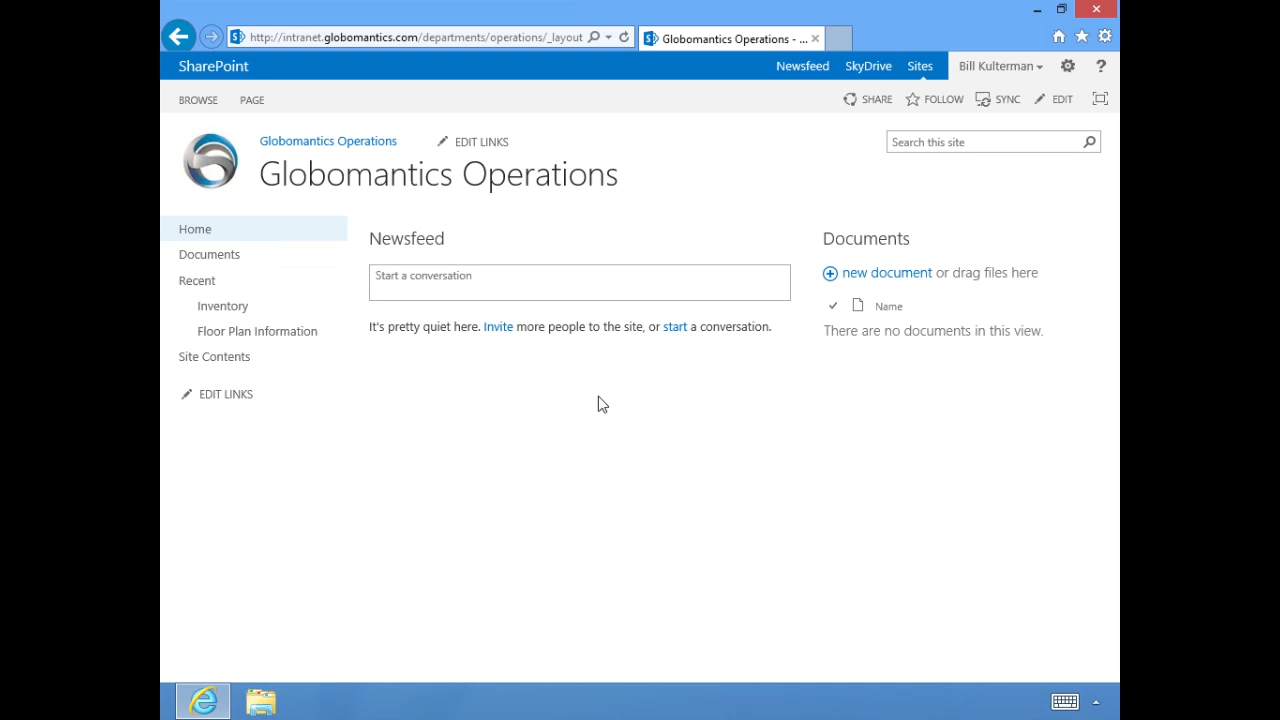 http://intranet.globomantics.com/departments/operations/_layout
Globomantics Operations - ...
SharePoint
Newsfeed SkyDrive Sites Bill Kulterman ?
BROWSE PAGE
SHARE FOLLOW SYNC EDIT
Globomantics Operations EDIT LINKS
Search this site
Globomantics Operations
Home
Documents
Recent
Inventory
Floor Plan Information
Site Contents
EDIT LINKS
Newsfeed
Start a conversation
It's pretty quiet here. Invite more people to the site, or start a conversation.
Documents
new document or drag files here
Name
There are no documents in this view.